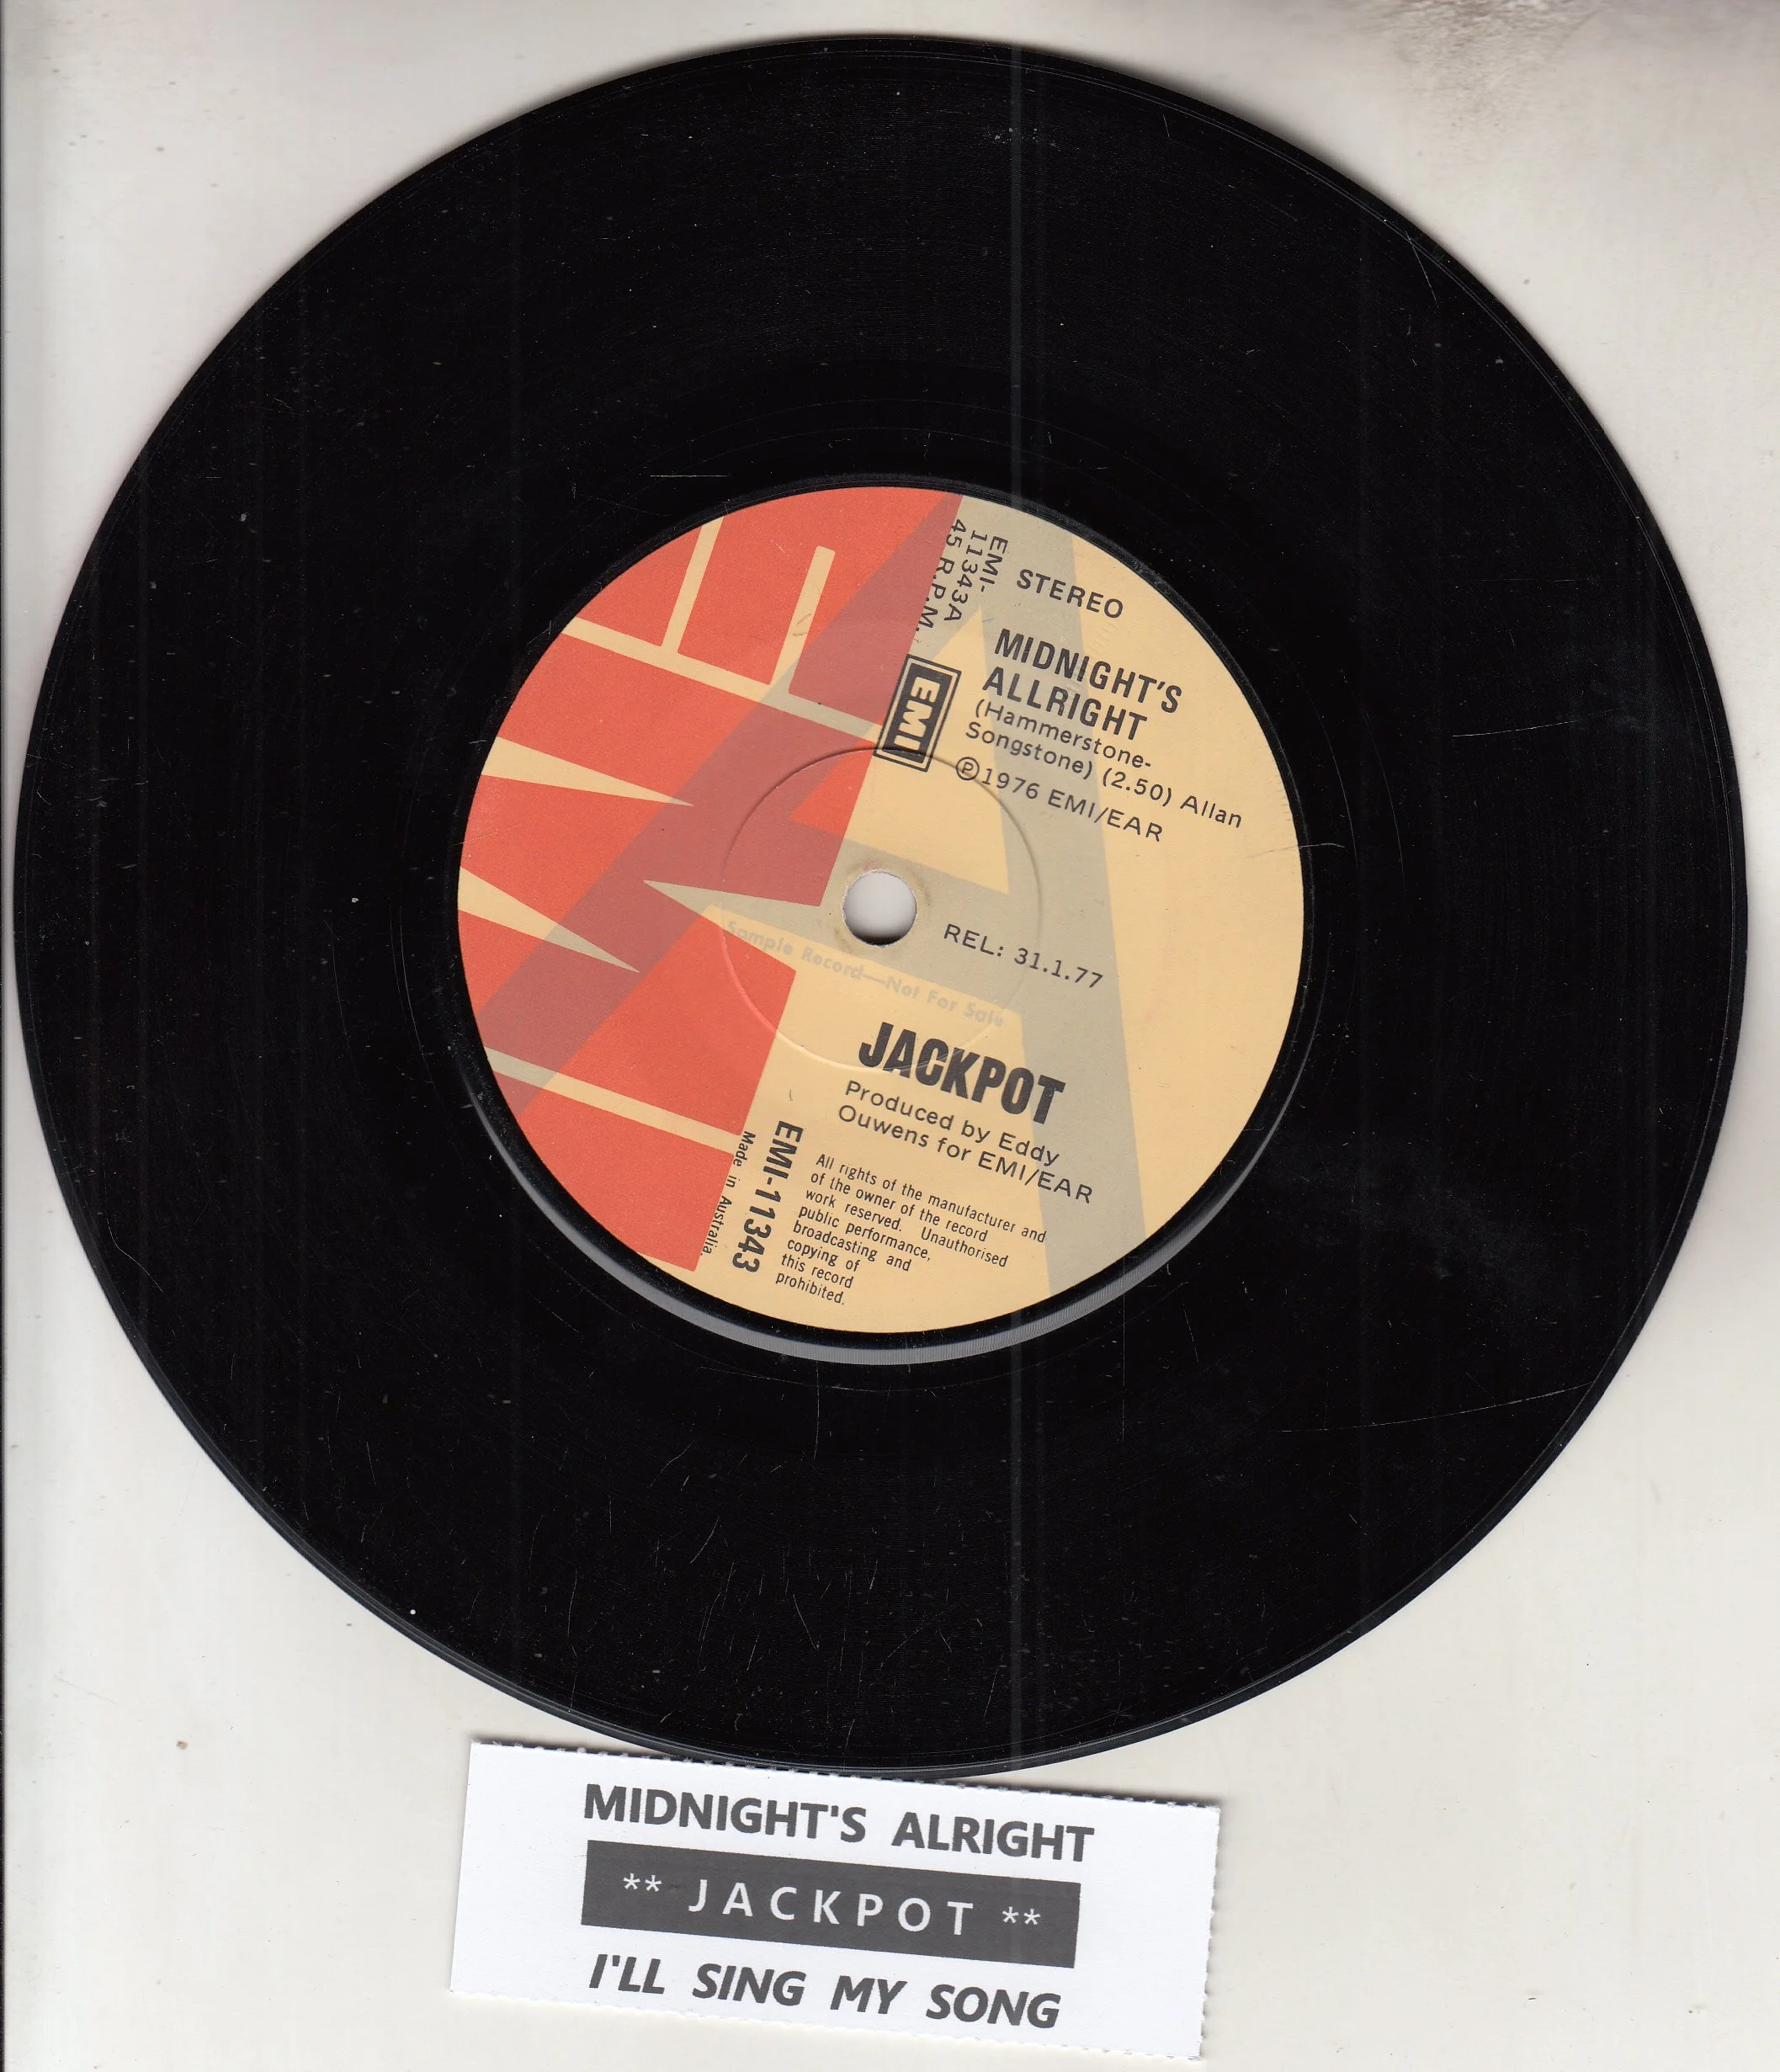 EMI-
11343A
45 R.P.M.
STEREO
MIDNIGHT'S
ALLRIGHT
(Hammerstone-
Songstone) (2.50) Allan
Ⓟ1976 EMI/EAR
EMI
REL: 31.1.77
Sample Record—Not For Sale
JACKPOT
Produced by Eddy
Ouwens for EMI/EAR
All rights of the manufacturer and
of the owner of the record
work reserved. Unauthorised
public performance,
broadcasting and
copying of
this record
prohibited.
EMI-11343
Made in Australia.
MIDNIGHT'S ALRIGHT
** JACKPOT **
I'LL SING MY SONG